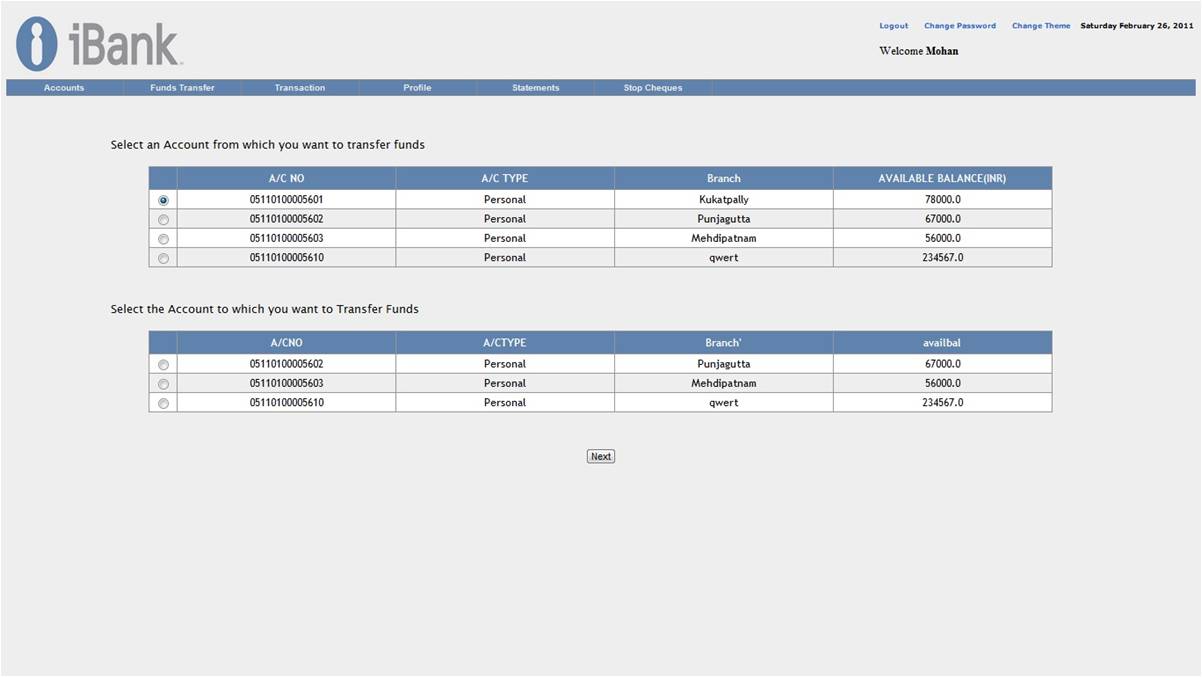 iBank
Logout Change Password Change Theme Saturday February 26, 2011
Welcome Mohan
Accounts Funds Transfer Transaction Profile Statements Stop Cheques
Select an Account from which you want to transfer funds
A/C NO A/C TYPE Branch AVAILABLE BALANCE(INR)
05110100005601 Personal Kukatpally 78000.0
05110100005602 Personal Punjagutta 67000.0
05110100005603 Personal Mehdipatnam 56000.0
05110100005610 Personal qwert 234567.0
Select the Account to which you want to Transfer Funds
A/CNO A/CTYPE Branch' availbal
05110100005602 Personal Punjagutta 67000.0
05110100005603 Personal Mehdipatnam 56000.0
05110100005610 Personal qwert 234567.0
Next